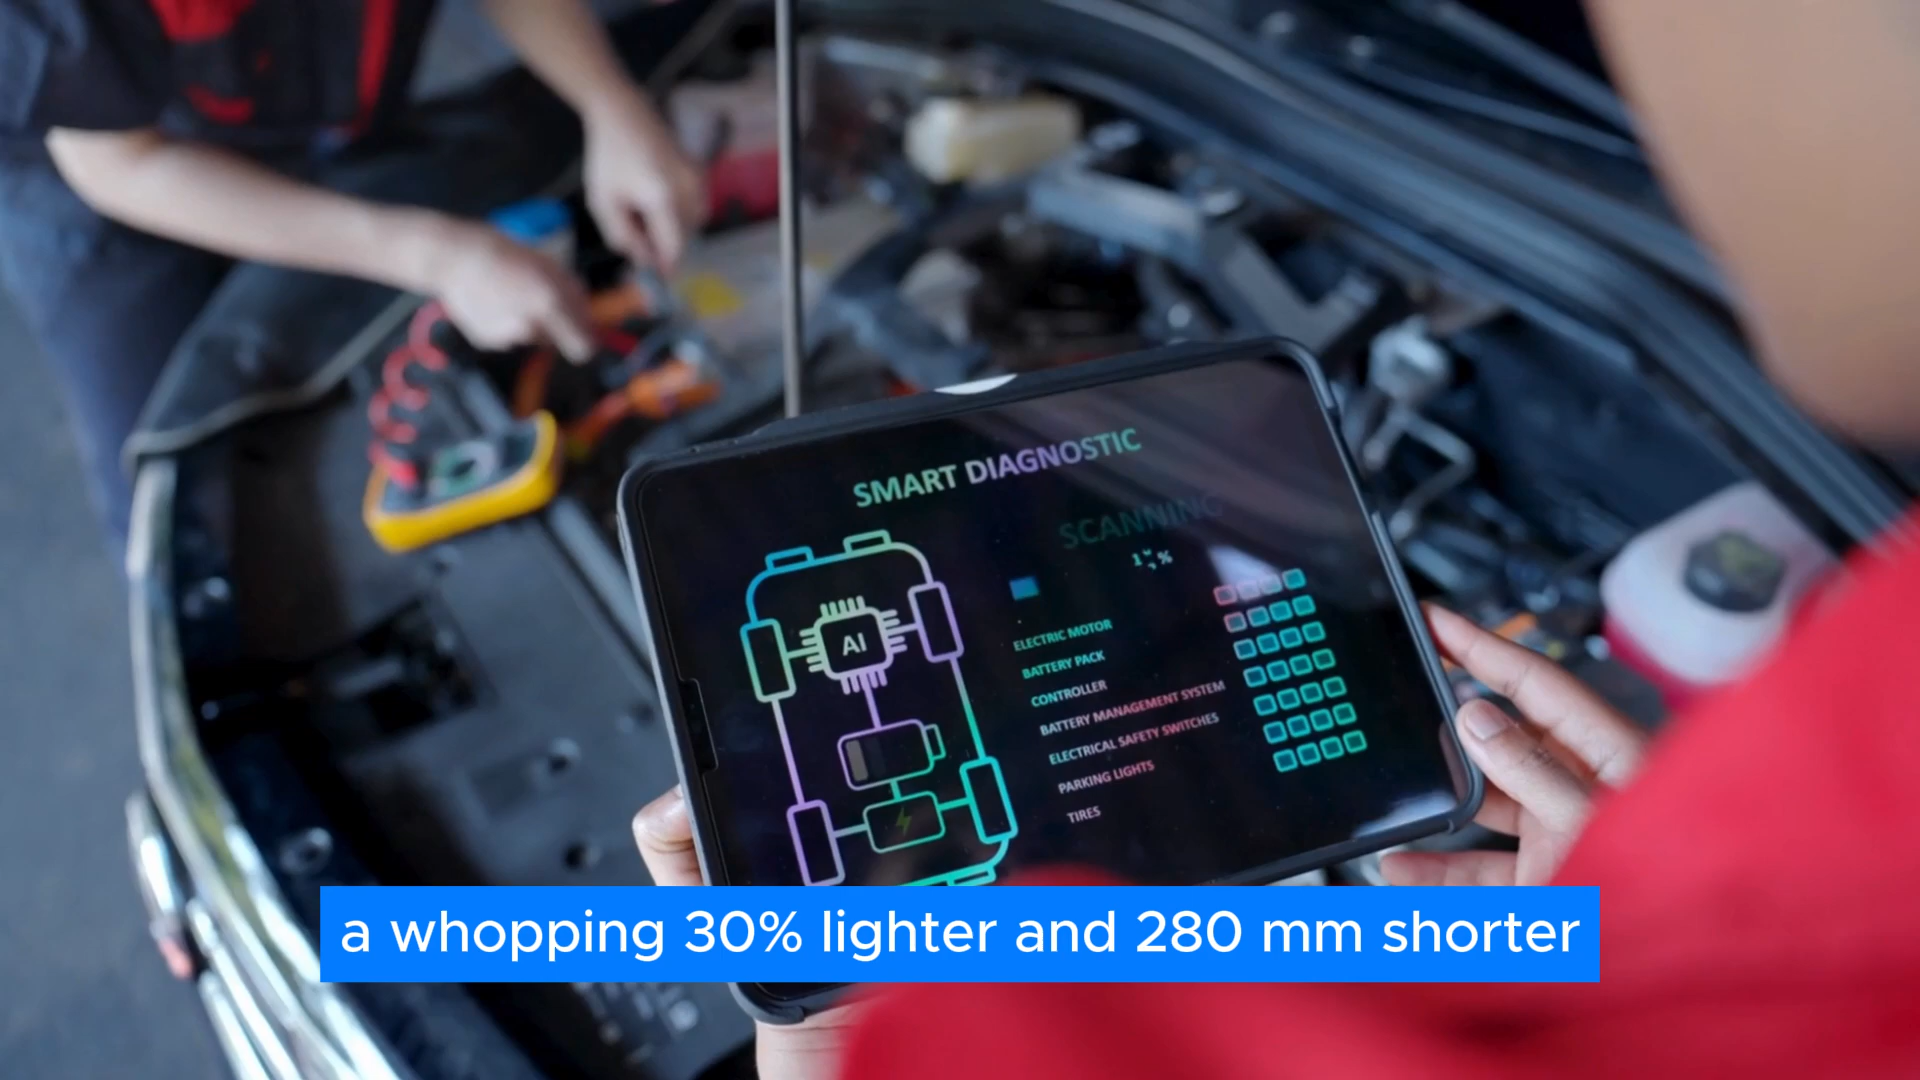 SMART DIAGNOSTIC
SCANNING
AI
ELECTRIC MOTOR
BATTERY PACK
CONTROLLER
BATTERY MANAGEMENT SYSTEM
ELECTRICAL SAFETY SWITCHES
PARKING LIGHTS
TIRES
a whopping 30% lighter and 280 mm shorter